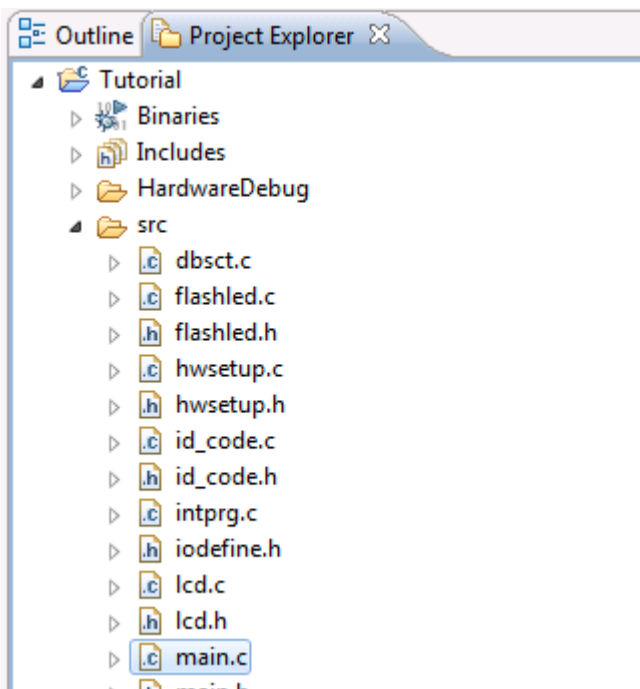 Outline Project Explorer
Tutorial
Binaries
Includes
HardwareDebug
src
dbsct.c
flashled.c
flashled.h
hwsetup.c
hwsetup.h
id_code.c
id_code.h
intprg.c
iodefine.h
lcd.c
lcd.h
main.c
main.h